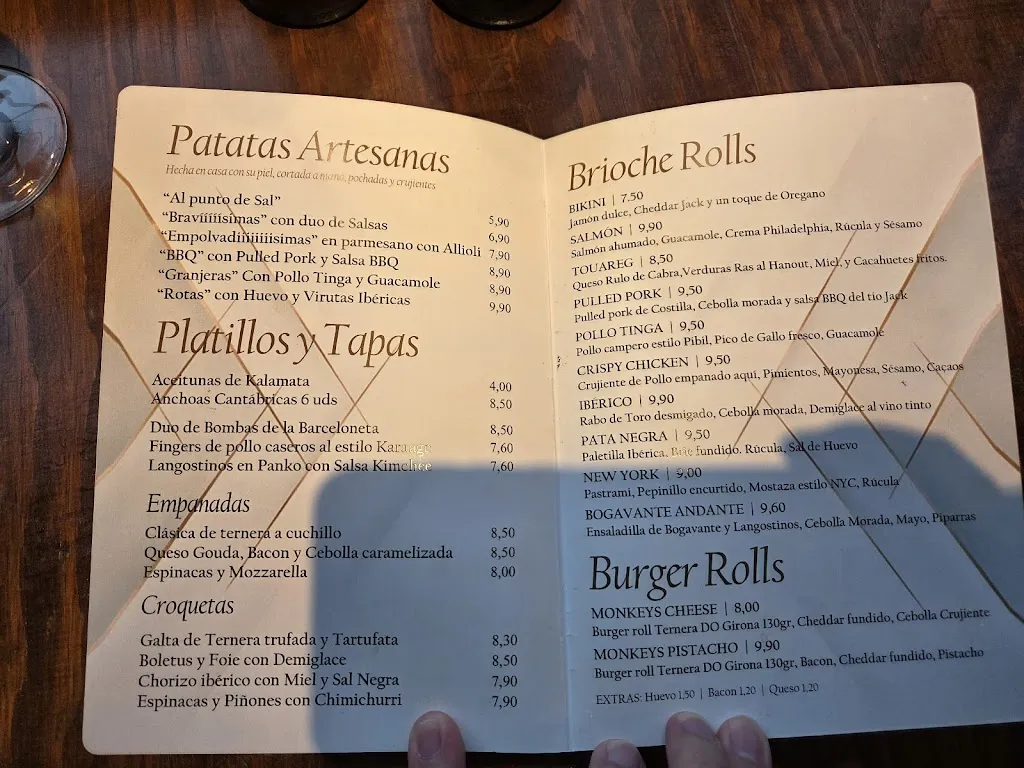 Patatas Artesanas
Hecha en casa con su piel, cortada a mano, pochadas y crujientes
“Al punto de Sal” 5,90
“Bravíííísimas” con duo de Salsas 6,90
“Empolvadiiijiiiiisimas” en parmesano con Allioli 7,90
“BBQ” con Pulled Pork y Salsa BBQ 8,90
“Granjeras” Con Pollo Tinga y Guacamole 8,90
“Rotas” con Huevo y Virutas Ibéricas 9,90
Platillos y Tapas
Aceitunas de Kalamata 4,00
Anchoas Cantábricas 6 uds 8,50
Duo de Bombas de la Barceloneta 8,50
Fingers de pollo caseros al estilo Karaage 7,60
Langostinos en Panko con Salsa Kimchee 7,60
Empanadas
Clásica de ternera a cuchillo 8,50
Queso Gouda, Bacon y Cebolla caramelizada 8,50
Espinacas y Mozzarella 8,00
Croquetas
Galta de Ternera trufada y Tartufata 8,30
Boletus y Foie con Demiglace 8,50
Chorizo ibérico con Miel y Sal Negra 7,90
Espinacas y Piñones con Chimichurri 7,90
Brioche Rolls
BIKINI | 7,50
Jamón dulce, Cheddar Jack y un toque de Oregano
SALMÓN | 9,90
Salmón ahumado, Guacamole, Crema Philadelphia, Rúcula y Sésamo
TOUAREG | 8,50
Queso Rulo de Cabra,Verduras Ras al Hanout, Miel, y Cacahuetes fritos.
PULLED PORK | 9,50
Pulled pork de Costilla, Cebolla morada y salsa BBQ del tío Jack
POLLO TINGA | 9,50
Pollo campero estilo Pibil, Pico de Gallo fresco, Guacamole
CRISPY CHICKEN | 9,50
Crujiente de Pollo empanado aquí, Pimientos, Mayonesa, Sésamo, Cacaos
IBÉRICO | 9,90
Rabo de Toro desmigado, Cebolla morada, Demiglace al vino tinto
PATA NEGRA | 9,50
Paletilla Ibérica, Brie fundido, Rúcula, Sal de Huevo
NEW YORK | 9,00
Pastrami, Pepinillo encurtido, Mostaza estilo NYC, Rúcula
BOGAVANTE ANDANTE | 9,60
Ensaladilla de Bogavante y Langostinos, Cebolla Morada, Mayo, Piparras
Burger Rolls
MONKEYS CHEESE | 8,00
Burger roll Ternera DO Girona 130gr, Cheddar fundido, Cebolla Crujiente
MONKEYS PISTACHO | 9,90
Burger roll Ternera DO Girona 130gr, Bacon, Cheddar fundido, Pistacho
EXTRAS: Huevo 1,50 | Bacon 1,20 | Queso 1,20